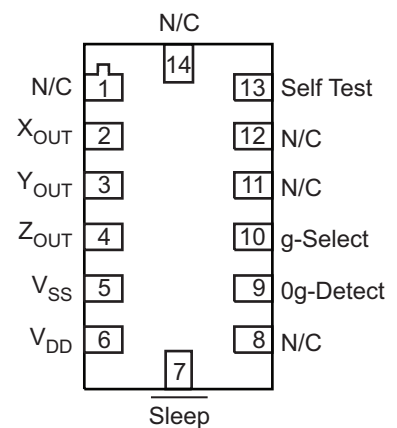 N/C
14
N/C 1 13 Self Test
XOUT 2 12 N/C
YOUT 3 11 N/C
ZOUT 4 10 g-Select
VSS 5 9 0g-Detect
VDD 6 8 N/C
7
Sleep